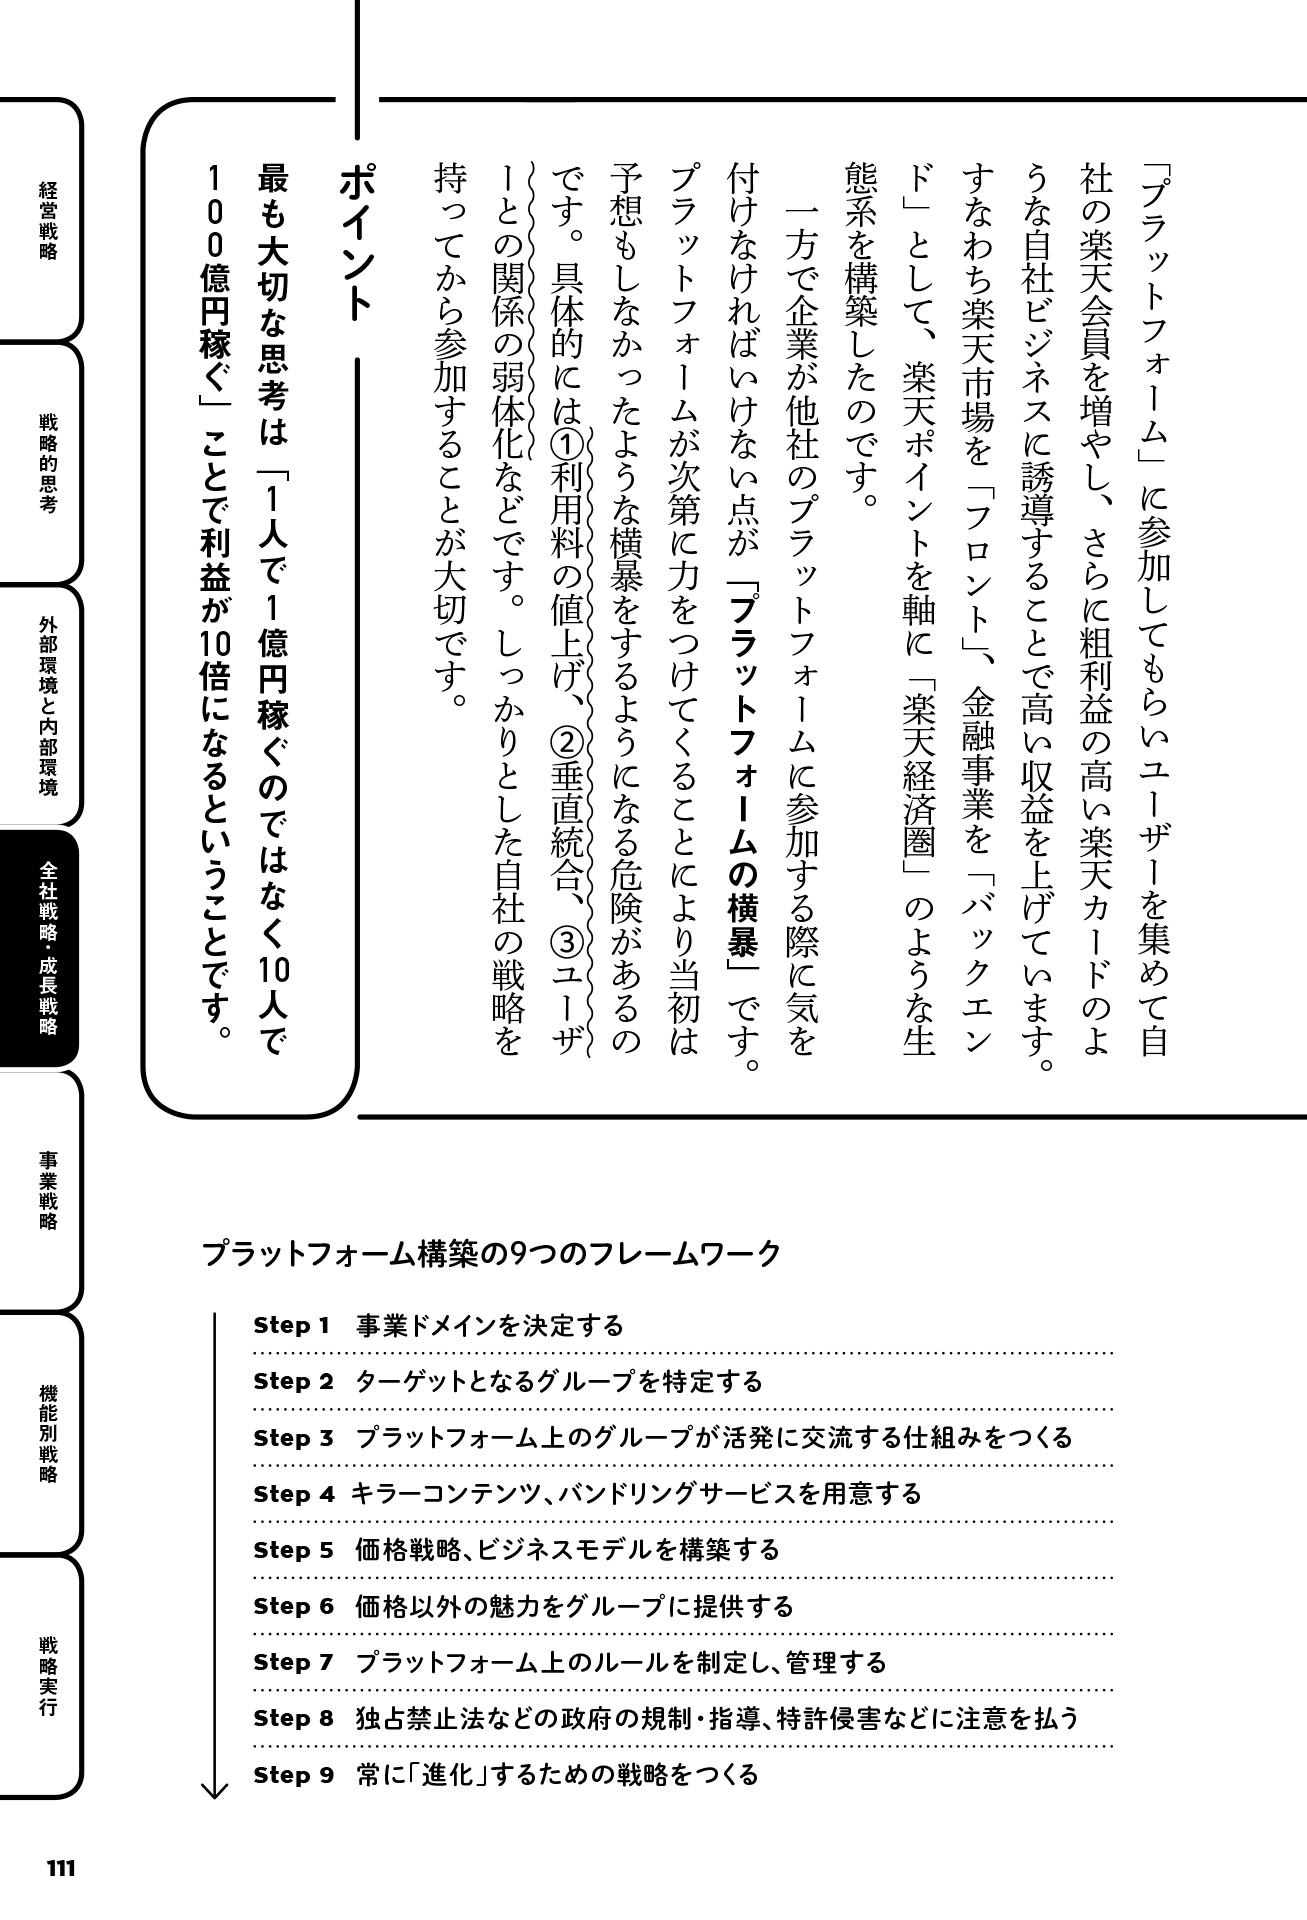 「プラットフォーム」に参加してもらいユーザーを集めて自
社の楽天会員を増やし、さらに粗利益の高い楽天カードのよ
うな自社ビジネスに誘導することで高い収益を上げています。
すなわち楽天市場を「フロント」、金融事業を「バックエン
ド」として、楽天ポイントを軸に「楽天経済圏」のような生
態系を構築したのです。
一方で企業が他社のプラットフォームに参加する際に気を
付けなければいけない点が「プラットフォームの横暴」です。
プラットフォームが次第に力をつけてくることにより当初は
予想もしなかったような横暴をするようになる危険があるの
です。具体的には①利用料の値上げ、②垂直統合、③ユーザ
ーとの関係の弱体化などです。しっかりとした自社の戦略を
持ってから参加することが大切です。
ポイント
最も大切な思考は「1人で1億円稼ぐのではなく10人で
100億円稼ぐ」ことで利益が10倍になるということです。
プラットフォーム構築の9つのフレームワーク
Step 1 事業ドメインを決定する
Step 2 ターゲットとなるグループを特定する
Step 3 プラットフォーム上のグループが活発に交流する仕組みをつくる
Step 4 キラーコンテンツ、バンドリングサービスを用意する
Step 5 価格戦略、ビジネスモデルを構築する
Step 6 価格以外の魅力をグループに提供する
Step 7 プラットフォーム上のルールを制定し、管理する
Step 8 独占禁止法などの政府の規制・指導、特許侵害などに注意を払う
Step 9 常に「進化」するための戦略をつくる
経営戦略
戦略的思考
外部環境と内部環境
全社戦略・成長戦略
事業戦略
機能別戦略
戦略実行
111